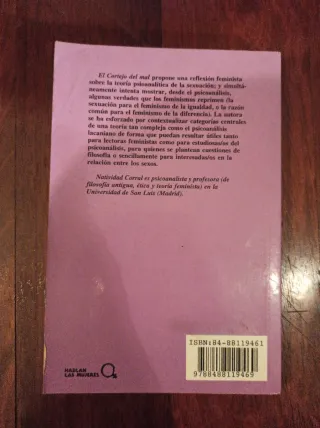 El Cortejo del mal propone una reflexión feminista
sobre la teoría psicoanalítica de la sexuación; y simultá-
neamente intenta mostrar, desde el psicoanálisis,
algunas verdades que los feminismos reprimen (la
sexuación para el feminismo de la igualdad, o la razón
común para el feminismo de la diferencia). La autora
se ha esforzado por contextualizar categorías centrales
de una teoría tan compleja como el psicoanálisis
lacaniano de forma que puedas resultar útiles tanto
para lectoras feministas como para estudiosas/os del
psicoanálisis, para quienes se plantean cuestiones de
filosofía o sencillamente para interesadas/os en la
relación entre los sexos.
Natividad Corral es psicoanalista y profesora (de
filosofía antigua, ética y teoría feminista) en la
Universidad de San Luiz (Madrid).
ISBN: 84-88119461
9788488119469
HABLAN
LAS MUJERES